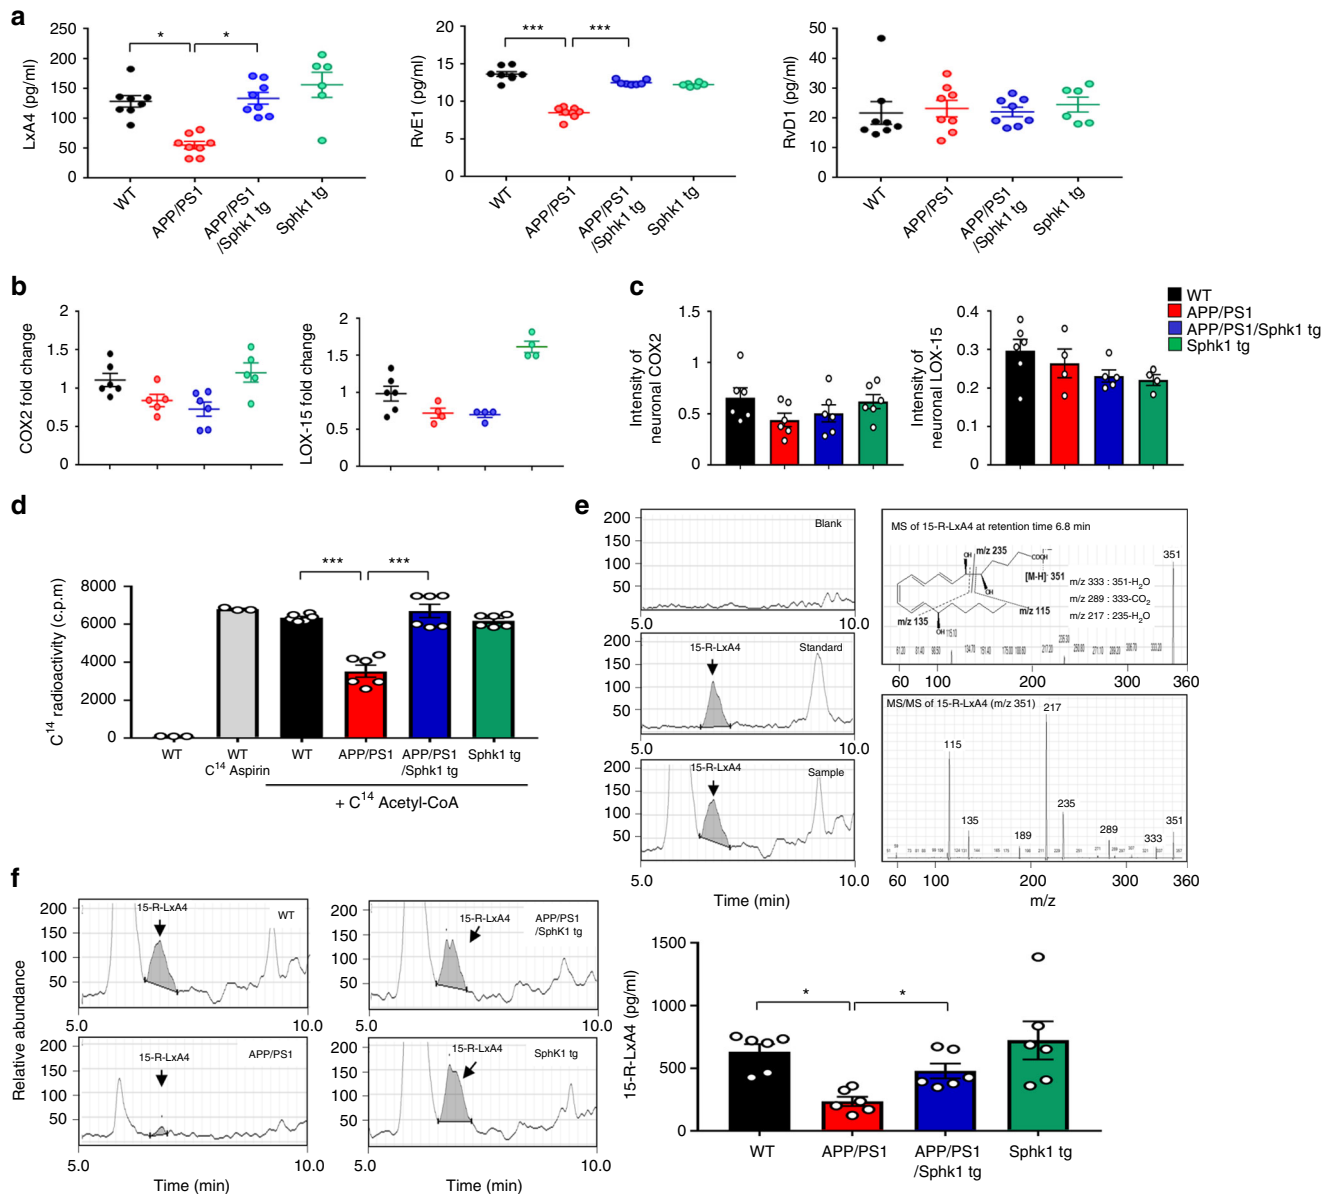 a
250
200
150
100
50
0
LxA4 (pg/ml)
*
*
WT
APP/PS1
APP/PS1
/Sphk1 tg
Sphk1 tg
20
15
10
5
0
RvE1 (pg/ml)
***
***
WT
APP/PS1
APP/PS1
/Sphk1 tg
Sphk1 tg
50
40
30
20
10
0
RvD1 (pg/ml)
WT
APP/PS1
APP/PS1
/Sphk1 tg
Sphk1 tg
b
2
1.5
1
0.5
0
COX2 fold change
2
1.5
1
0.5
0
LOX-15 fold change
c
1.5
1
0.5
0
Intensity of
neuronal COX2
0.4
0.3
0.2
0.1
0
Intensity of
neuronal LOX-15
WT
APP/PS1
APP/PS1/Sphk1 tg
Sphk1 tg
d
8000
6000
4000
2000
0
C14 radioactivity (c.p.m)
***
***
WT
WT
C14 Aspirin
WT
APP/PS1
APP/PS1
/Sphk1 tg
Sphk1 tg
+ C14 Acetyl-CoA
e
200
150
100
50
Blank
5.0
10.0
200
150
100
50
15-R-LxA4
Standard
5.0
10.0
200
150
100
50
15-R-LxA4
Sample
5.0
10.0
Time (min)
MS of 15-R-LxA4 at retention time 6.8 min
351
OH
m/z 235
COOH
[M-H]- 351
OH
m/z 115
m/z 135
OH
m/z 333 : 351-H2O
m/z 289 : 333-CO2
m/z 217 : 235-H2O
60
100
200
300
360
MS/MS of 15-R-LxA4 (m/z 351)
217
115
135
189
235
289
333
351
60
100
200
300
360
m/z
f
Relative abundance
200
150
100
50
15-R-LxA4
WT
5.0
10.0
200
150
100
50
15-R-LxA4
APP/PS1
/SphK1 tg
5.0
10.0
200
150
100
50
15-R-LxA4
APP/PS1
5.0
10.0
Time (min)
200
150
100
50
15-R-LxA4
SphK1 tg
5.0
10.0
Time (min)
1500
1000
500
0
15-R-LxA4 (pg/ml)
*
*
WT
APP/PS1
APP/PS1
/Sphk1 tg
Sphk1 tg